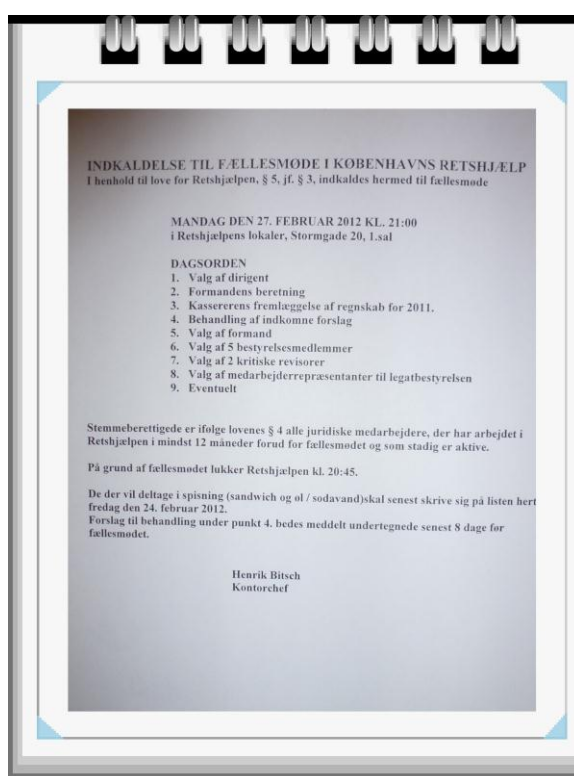 INDKALDELSE TIL FÆLLESMØDE I KØBENHAVNS RETSHJÆLP
I henhold til love for Retshjælpen, § 5, jf. § 3, indkaldes hermed til fællesmøde
MANDAG DEN 27. FEBRUAR 2012 KL. 21:00
i Retshjælpens lokaler, Stormgade 20, 1.sal
DAGSORDEN
1. Valg af dirigent
2. Formandens beretning
3. Kassererens fremlæggelse af regnskab for 2011.
4. Behandling af indkomne forslag
5. Valg af formand
6. Valg af 5 bestyrelsesmedlemmer
7. Valg af 2 kritiske revisorer
8. Valg af medarbejderrepræsentanter til legatbestyrelsen
9. Eventuelt
Stemmeberettigede er ifølge lovenes § 4 alle juridiske medarbejdere, der har arbejdet i
Retshjælpen i mindst 12 måneder forud for fællesmødet og som stadig er aktive.
På grund af fællesmødet lukker Retshjælpen kl. 20:45.
De der vil deltage i spisning (sandwich og øl / sodavand)skal senest skrive sig på listen hert
fredag den 24. februar 2012.
Forslag til behandling under punkt 4. bedes meddelt undertegnede senest 8 dage før
fællesmødet.
Henrik Bitsch
Kontorchef